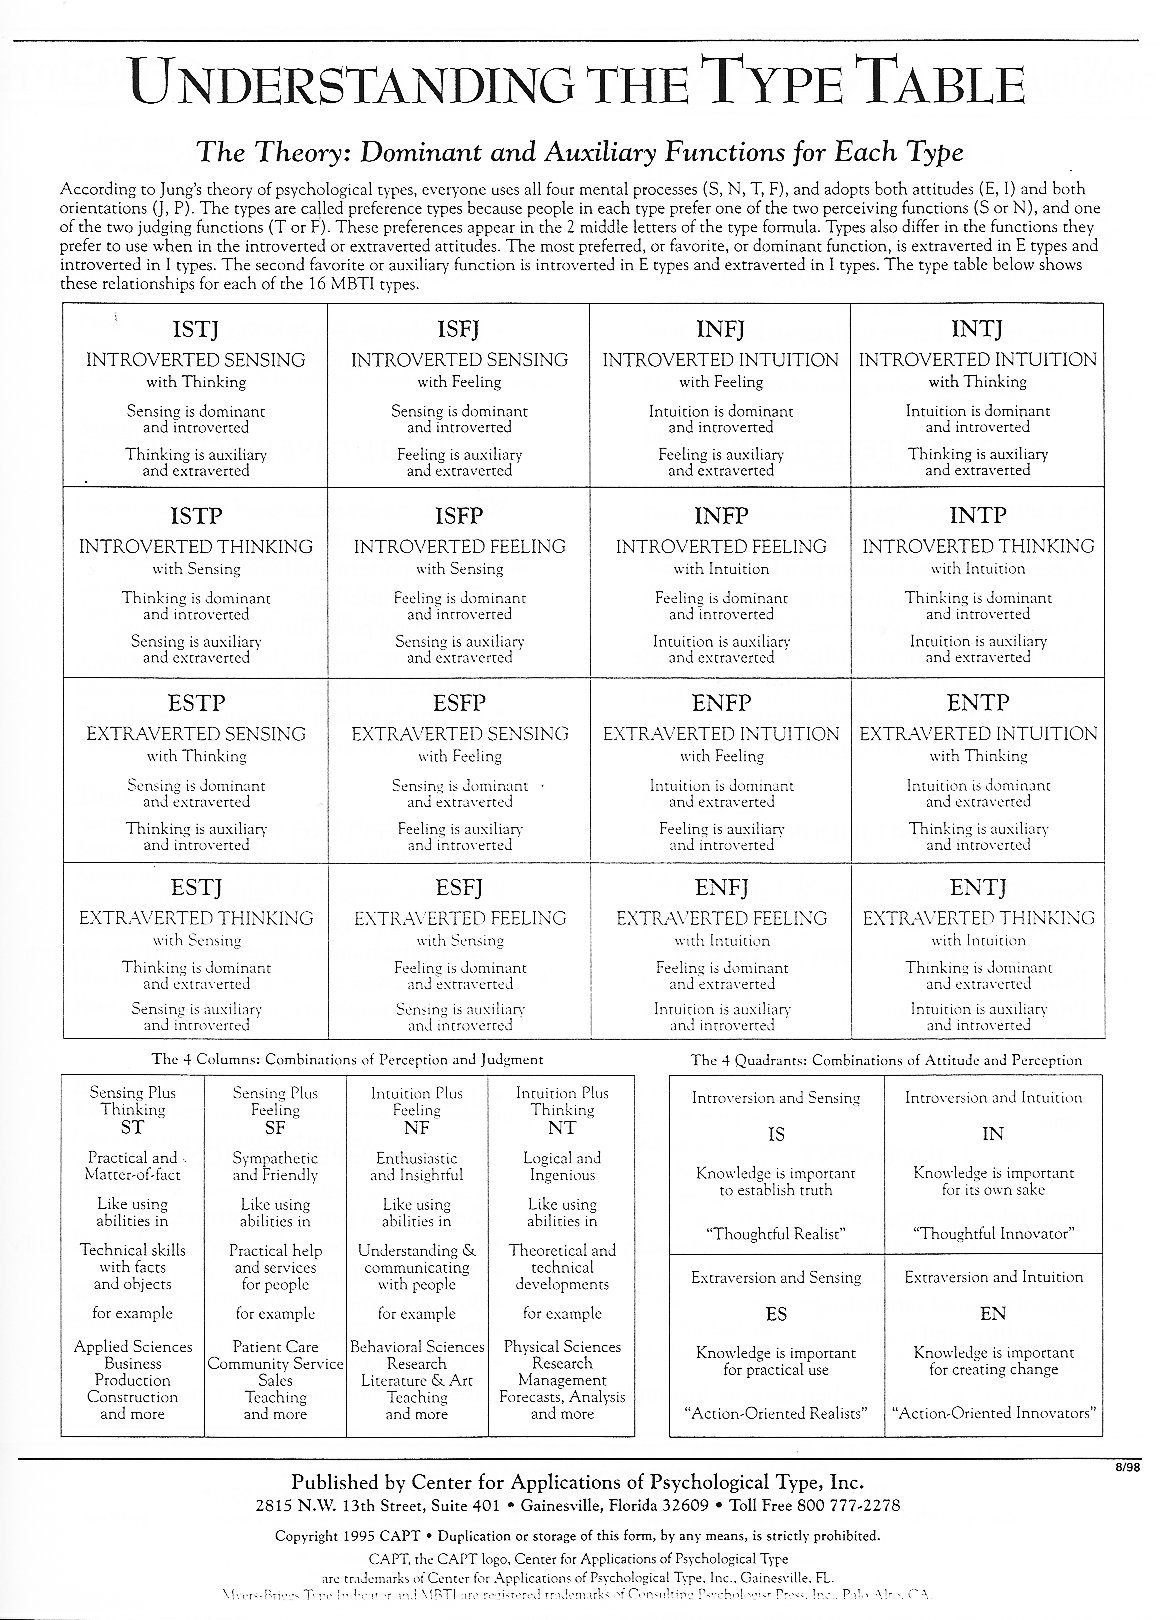 UNDERSTANDING THE TYPE TABLE
The Theory: Dominant and Auxiliary Functions for Each Type
According to Jung's theory of psychological types, everyone uses all four mental processes (S, N, T, F), and adopts both attitudes (E, I) and both
orientations (J, P). The types are called preference types because people in each type prefer one of the two perceiving functions (S or N), and one
of the two judging functions (T or F). These preferences appear in the 2 middle letters of the type formula. Types also differ in the functions they
prefer to use when in the introverted or extraverted attitudes. The most preferred, or favorite, or dominant function, is extraverted in E types and
introverted in I types. The second favorite or auxiliary function is introverted in E types and extraverted in I types. The type table below shows
these relationships for each of the 16 MBTI types.
ISTJ
INTROVERTED SENSING
with Thinking
Sensing is dominant
and introverted
Thinking is auxiliary
and extraverted
ISFJ
INTROVERTED SENSING
with Feeling
Sensing is dominant
and introverted
Feeling is auxiliary
and extraverted
INFJ
INTROVERTED INTUITION
with Feeling
Intuition is dominant
and introverted
Feeling is auxiliary
and extraverted
INTJ
INTROVERTED INTUITION
with Thinking
Intuition is dominant
and introverted
Thinking is auxiliary
and extraverted
ISTP
INTROVERTED THINKING
with Sensing
Thinking is dominant
and introverted
Sensing is auxiliary
and extraverted
ISFP
INTROVERTED FEELING
with Sensing
Feeling is dominant
and introverted
Sensing is auxiliary
and extraverted
INFP
INTROVERTED FEELING
with Intuition
Feeling is dominant
and introverted
Intuition is auxiliary
and extraverted
INTP
INTROVERTED THINKING
with Intuition
Thinking is dominant
and introverted
Intuition is auxiliary
and extraverted
ESTP
EXTRAVERTED SENSING
with Thinking
Sensing is dominant
and extraverted
Thinking is auxiliary
and introverted
ESFP
EXTRAVERTED SENSING
with Feeling
Sensing is dominant
and extraverted
Feeling is auxiliary
and introverted
ENFP
EXTRAVERTED INTUITION
with Feeling
Intuition is dominant
and extraverted
Feeling is auxiliary
and introverted
ENTP
EXTRAVERTED INTUITION
with Thinking
Intuition is dominant
and extraverted
Thinking is auxiliary
and introverted
ESTJ
EXTRAVERTED THINKING
with Sensing
Thinking is dominant
and extraverted
Sensing is auxiliary
and introverted
ESFJ
EXTRAVERTED FEELING
with Sensing
Feeling is dominant
and extraverted
Sensing is auxiliary
and introverted
ENFJ
EXTRAVERTED FEELING
with Intuition
Feeling is dominant
and extraverted
Intuition is auxiliary
and introverted
ENTJ
EXTRAVERTED THINKING
with Intuition
Thinking is dominant
and extraverted
Intuition is auxiliary
and introverted
The 4 Columns: Combinations of Perception and Judgment
Sensing Plus
Thinking
ST
Practical and
Matter-of-fact
Like using
abilities in
Technical skills
with facts
and objects
for example
Applied Sciences
Business
Production
Construction
and more
Sensing Plus
Feeling
SF
Sympathetic
and Friendly
Like using
abilities in
Practical help
and services
for people
for example
Patient Care
Community Service
Sales
Teaching
and more
Intuition Plus
Feeling
NF
Enthusiastic
and Insightful
Like using
abilities in
Understanding &
communicating
with people
for example
Behavioral Sciences
Research
Literature & Art
Teaching
and more
Intuition Plus
Thinking
NT
Logical and
Ingenious
Like using
abilities in
Theoretical and
technical
developments
for example
Physical Sciences
Research
Management
Forecasts, Analysis
and more
The 4 Quadrants: Combinations of Attitude and Perception
Introversion and Sensing
IS
Knowledge is important
to establish truth
"Thoughtful Realist"
Introversion and Intuition
IN
Knowledge is important
for its own sake
"Thoughtful Innovator"
Extraversion and Sensing
ES
Knowledge is important
for practical use
"Action-Oriented Realists"
Extraversion and Intuition
EN
Knowledge is important
for creating change
"Action-Oriented Innovators"
8/98
Published by Center for Applications of Psychological Type, Inc.
2815 N.W. 13th Street, Suite 401 • Gainesville, Florida 32609 • Toll Free 800 777-2278
Copyright 1995 CAPT • Duplication or storage of this form, by any means, is strictly prohibited.
CAPT, the CAPT logo, Center for Applications of Psychological Type
are trademarks of Center for Applications of Psychological Type, Inc., Gainesville, FL.
Myers-Briggs Type Indicator and MBTI are registered trademarks of Consulting Press, Inc., Palo Alto, CA